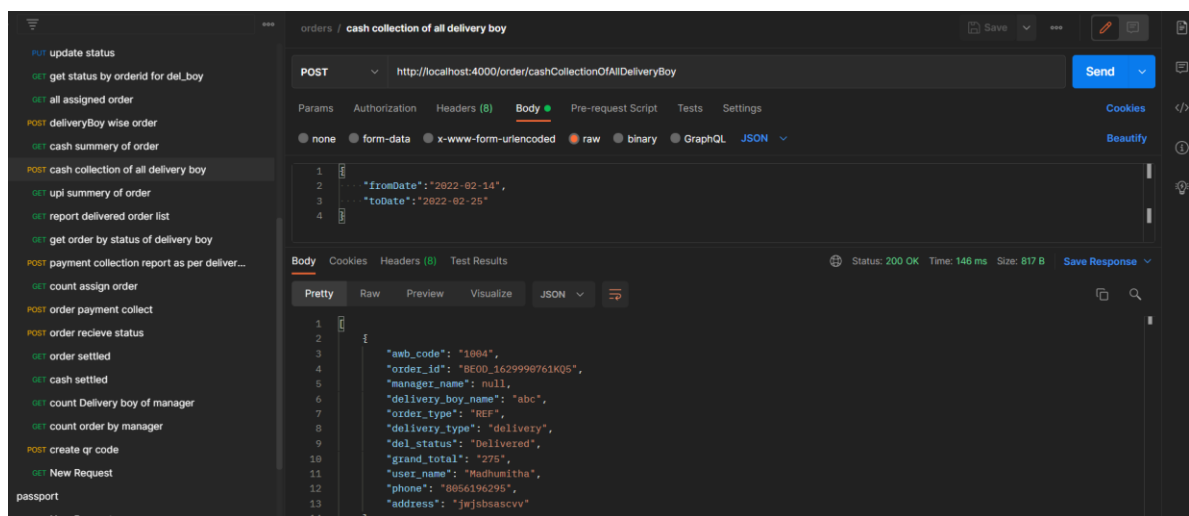 orders / cash collection of all delivery boy
Save
PUT update status
GET get status by orderid for del_boy
GET all assigned order
POST deliveryBoy wise order
GET cash summery of order
POST cash collection of all delivery boy
GET upi summery of order
GET report delivered order list
GET get order by status of delivery boy
POST payment collection report as per deliver...
GET count assign order
POST order payment collect
POST order recieve status
GET order settled
GET cash settled
GET count Delivery boy of manager
GET count order by manager
POST create qr code
GET New Request
passport
POST http://localhost:4000/order/cashCollectionOfAllDeliveryBoy Send
Params Authorization Headers (8) Body Pre-request Script Tests Settings Cookies
none form-data x-www-form-urlencoded raw binary GraphQL JSON Beautify
1 {
2 "fromDate":"2022-02-14",
3 "toDate":"2022-02-25"
4 }
Body Cookies Headers (8) Test Results Status: 200 OK Time: 146 ms Size: 817 B Save Response
Pretty Raw Preview Visualize JSON
1 [
2 {
3 "awb_code": "1004",
4 "order_id": "BEOD_1629990761KQ5",
5 "manager_name": null,
6 "delivery_boy_name": "abc",
7 "order_type": "REF",
8 "delivery_type": "delivery",
9 "del_status": "Delivered",
10 "grand_total": "275",
11 "user_name": "Madhumitha",
12 "phone": "8056196295",
13 "address": "jwjsbsascvv"